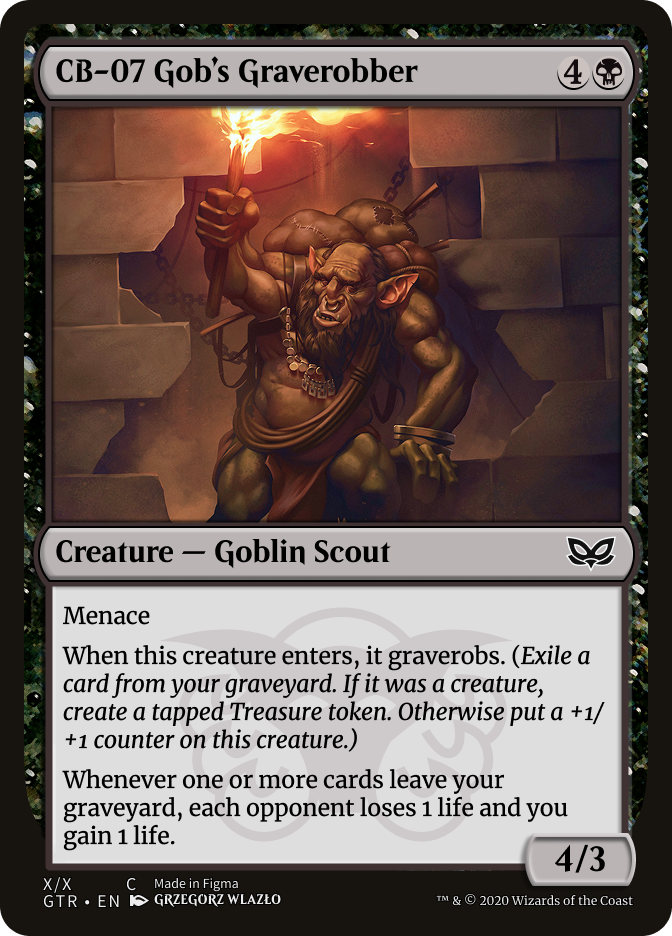 CB-07 Gob's Graverobber
4
Creature — Goblin Scout
Menace
When this creature enters, it graverobs. (Exile a
card from your graveyard. If it was a creature,
create a tapped Treasure token. Otherwise put a +1/
+1 counter on this creature.)
Whenever one or more cards leave your
graveyard, each opponent loses 1 life and you
gain 1 life.
4/3
X/X C Made in Figma
GTR • EN GRZEGORZ WLAZŁO
™ & © 2020 Wizards of the Coast